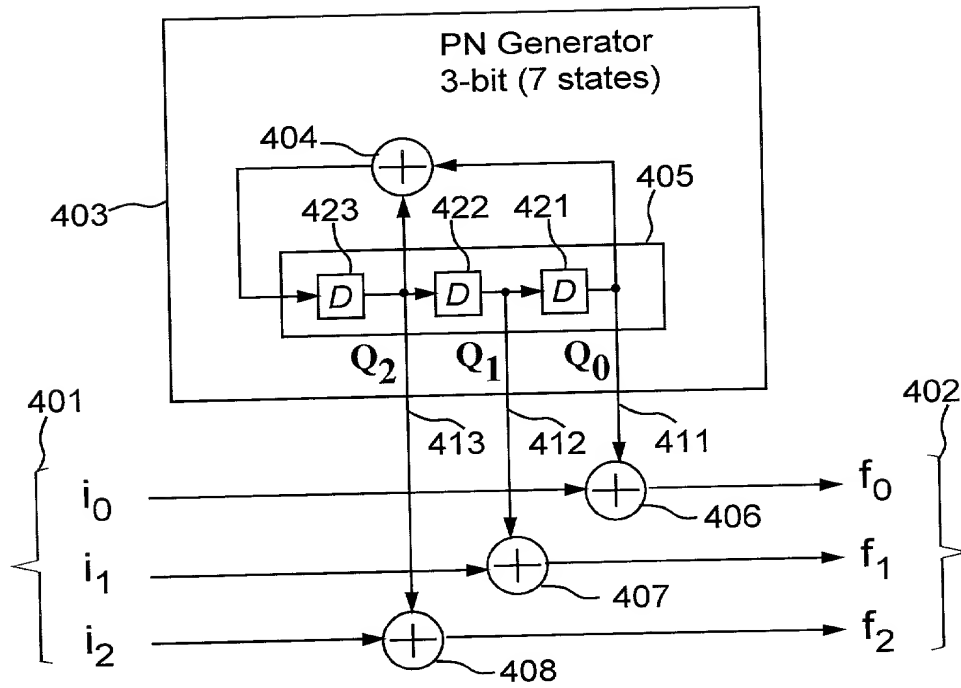 PN Generator
3-bit (7 states)
404
405
423 422 421
403
D D D
Q2 Q1 Q0
401 402
413 412 411
i0 f0
406
i1 f1
407
i2 f2
408